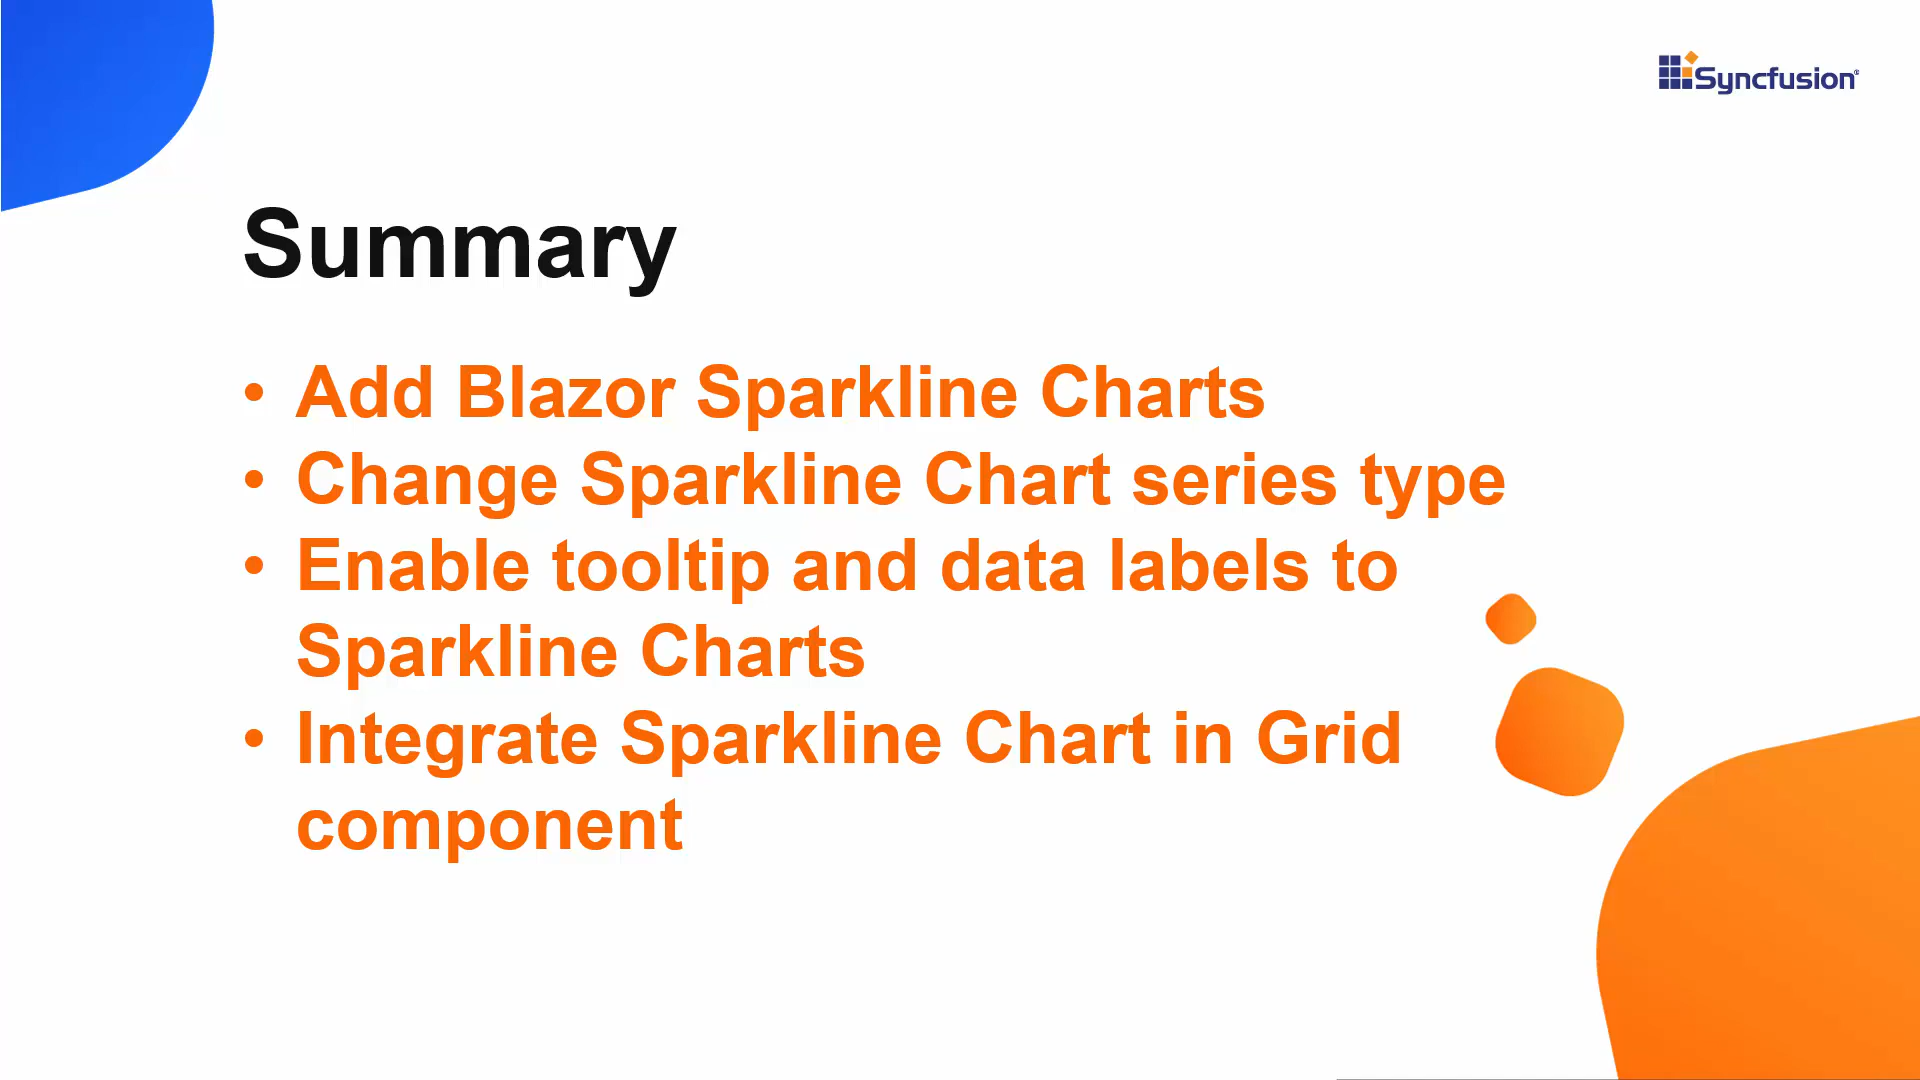 Syncfusion®
Summary
• Add Blazor Sparkline Charts
• Change Sparkline Chart series type
• Enable tooltip and data labels to
Sparkline Charts
• Integrate Sparkline Chart in Grid
component